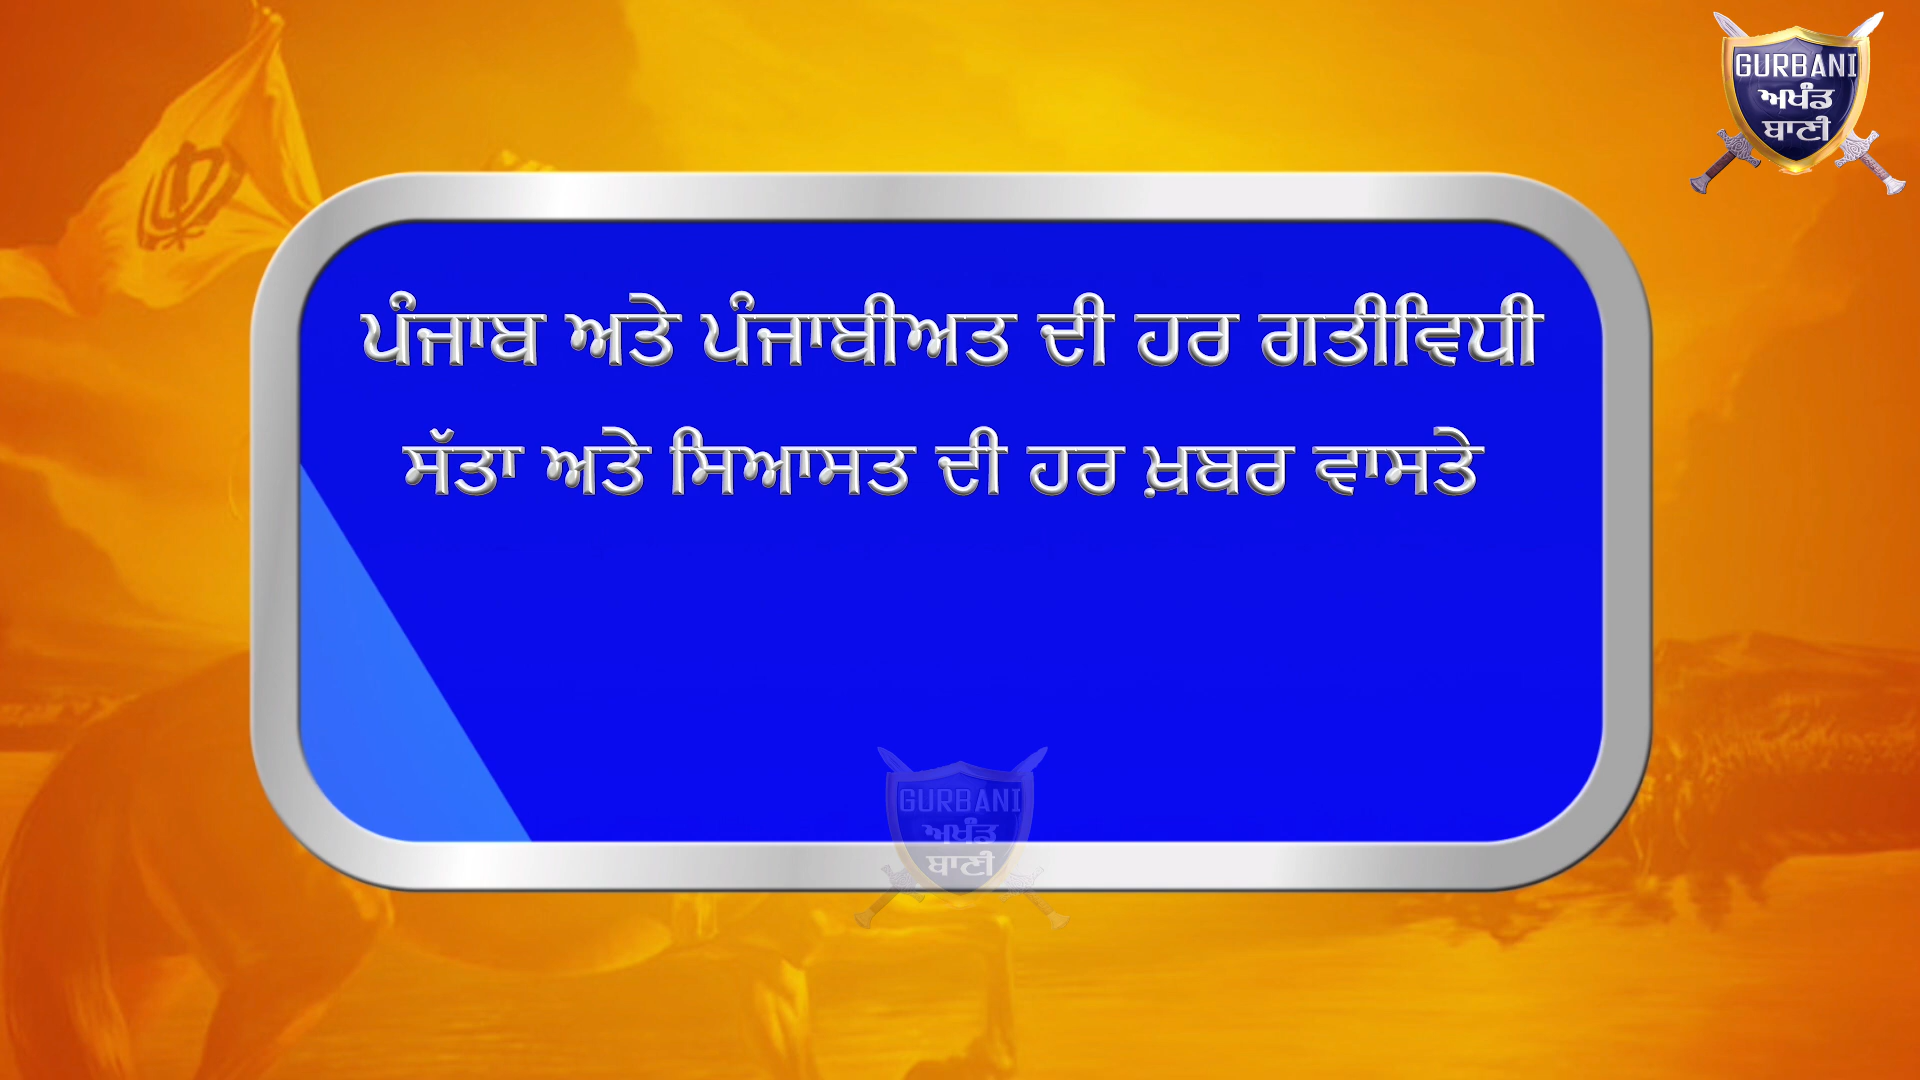 GURBANI
ਅਖੰਡ
ਬਾਣੀ
ਪੰਜਾਬ ਅਤੇ ਪੰਜਾਬੀਅਤ ਦੀ ਹਰ ਗਤੀਵਿਧੀ
ਸੱਤਾ ਅਤੇ ਸਿਆਸਤ ਦੀ ਹਰ ਖ਼ਬਰ ਵਾਸਤੇ
GURBANI
ਅਖੰਡ
ਬਾਣੀ